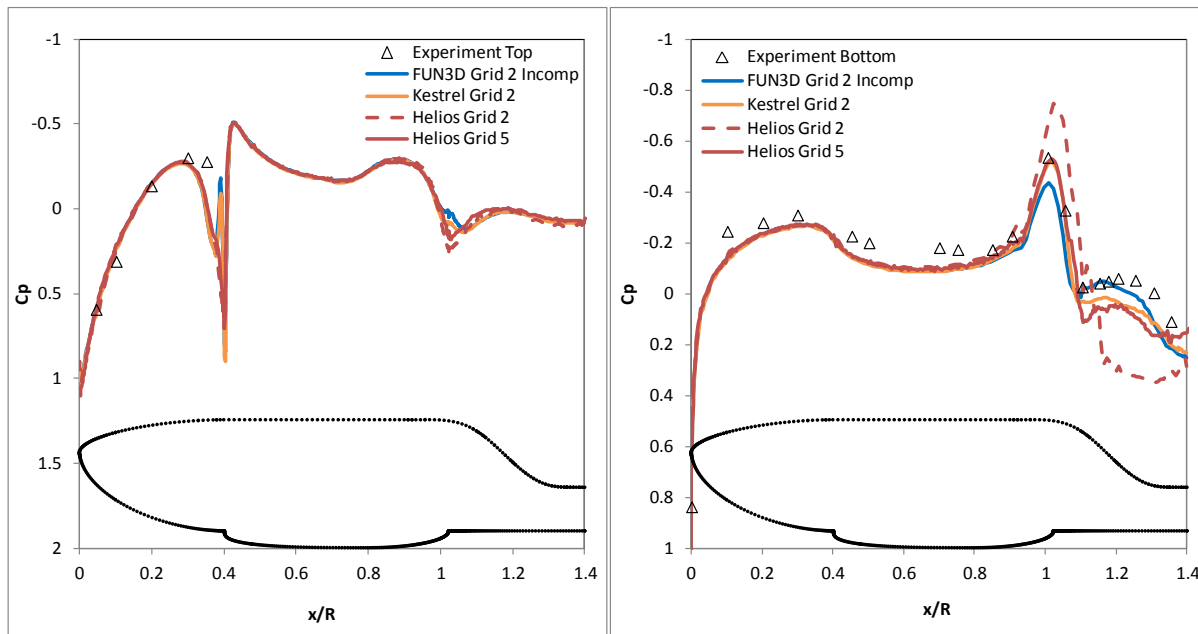 -1
-0.5
0
0.5
1
1.5
2
Cp
Experiment Top
FUN3D Grid 2 Incomp
Kestrel Grid 2
Helios Grid 2
Helios Grid 5
0 0.2 0.4 0.6 0.8 1 1.2 1.4
x/R
-1
-0.8
-0.6
-0.4
-0.2
0
0.2
0.4
0.6
0.8
1
Cp
Experiment Bottom
FUN3D Grid 2 Incomp
Kestrel Grid 2
Helios Grid 2
Helios Grid 5
0 0.2 0.4 0.6 0.8 1 1.2 1.4
x/R